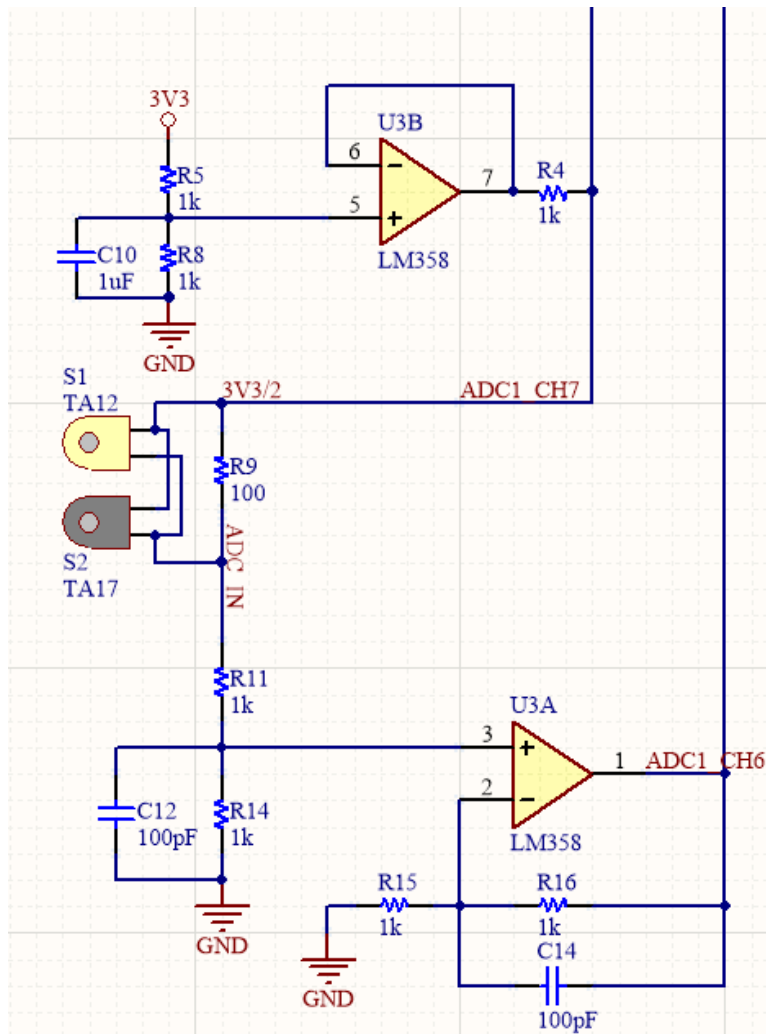 3V3
R5
1k
C10
1uF
R8
1k
GND
U3B
6
5
7
LM358
R4
1k
S1
TA12
3V3/2
ADC1_CH7
R9
100
S2
TA17
ADC_IN
R11
1k
U3A
3
2
1
ADC1_CH6
LM358
C12
100pF
R14
1k
GND
R15
1k
R16
1k
C14
100pF
GND